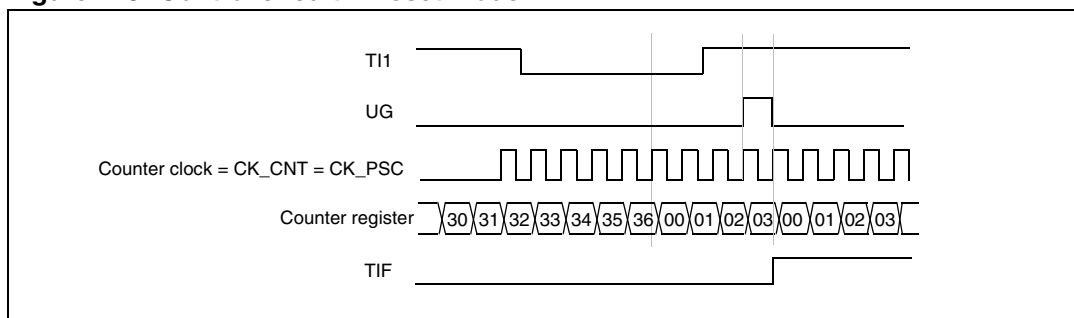 TI1
UG
Counter clock = CK_CNT = CK_PSC
Counter register 30 31 32 33 34 35 36 00 01 02 03 00 01 02 03
TIF